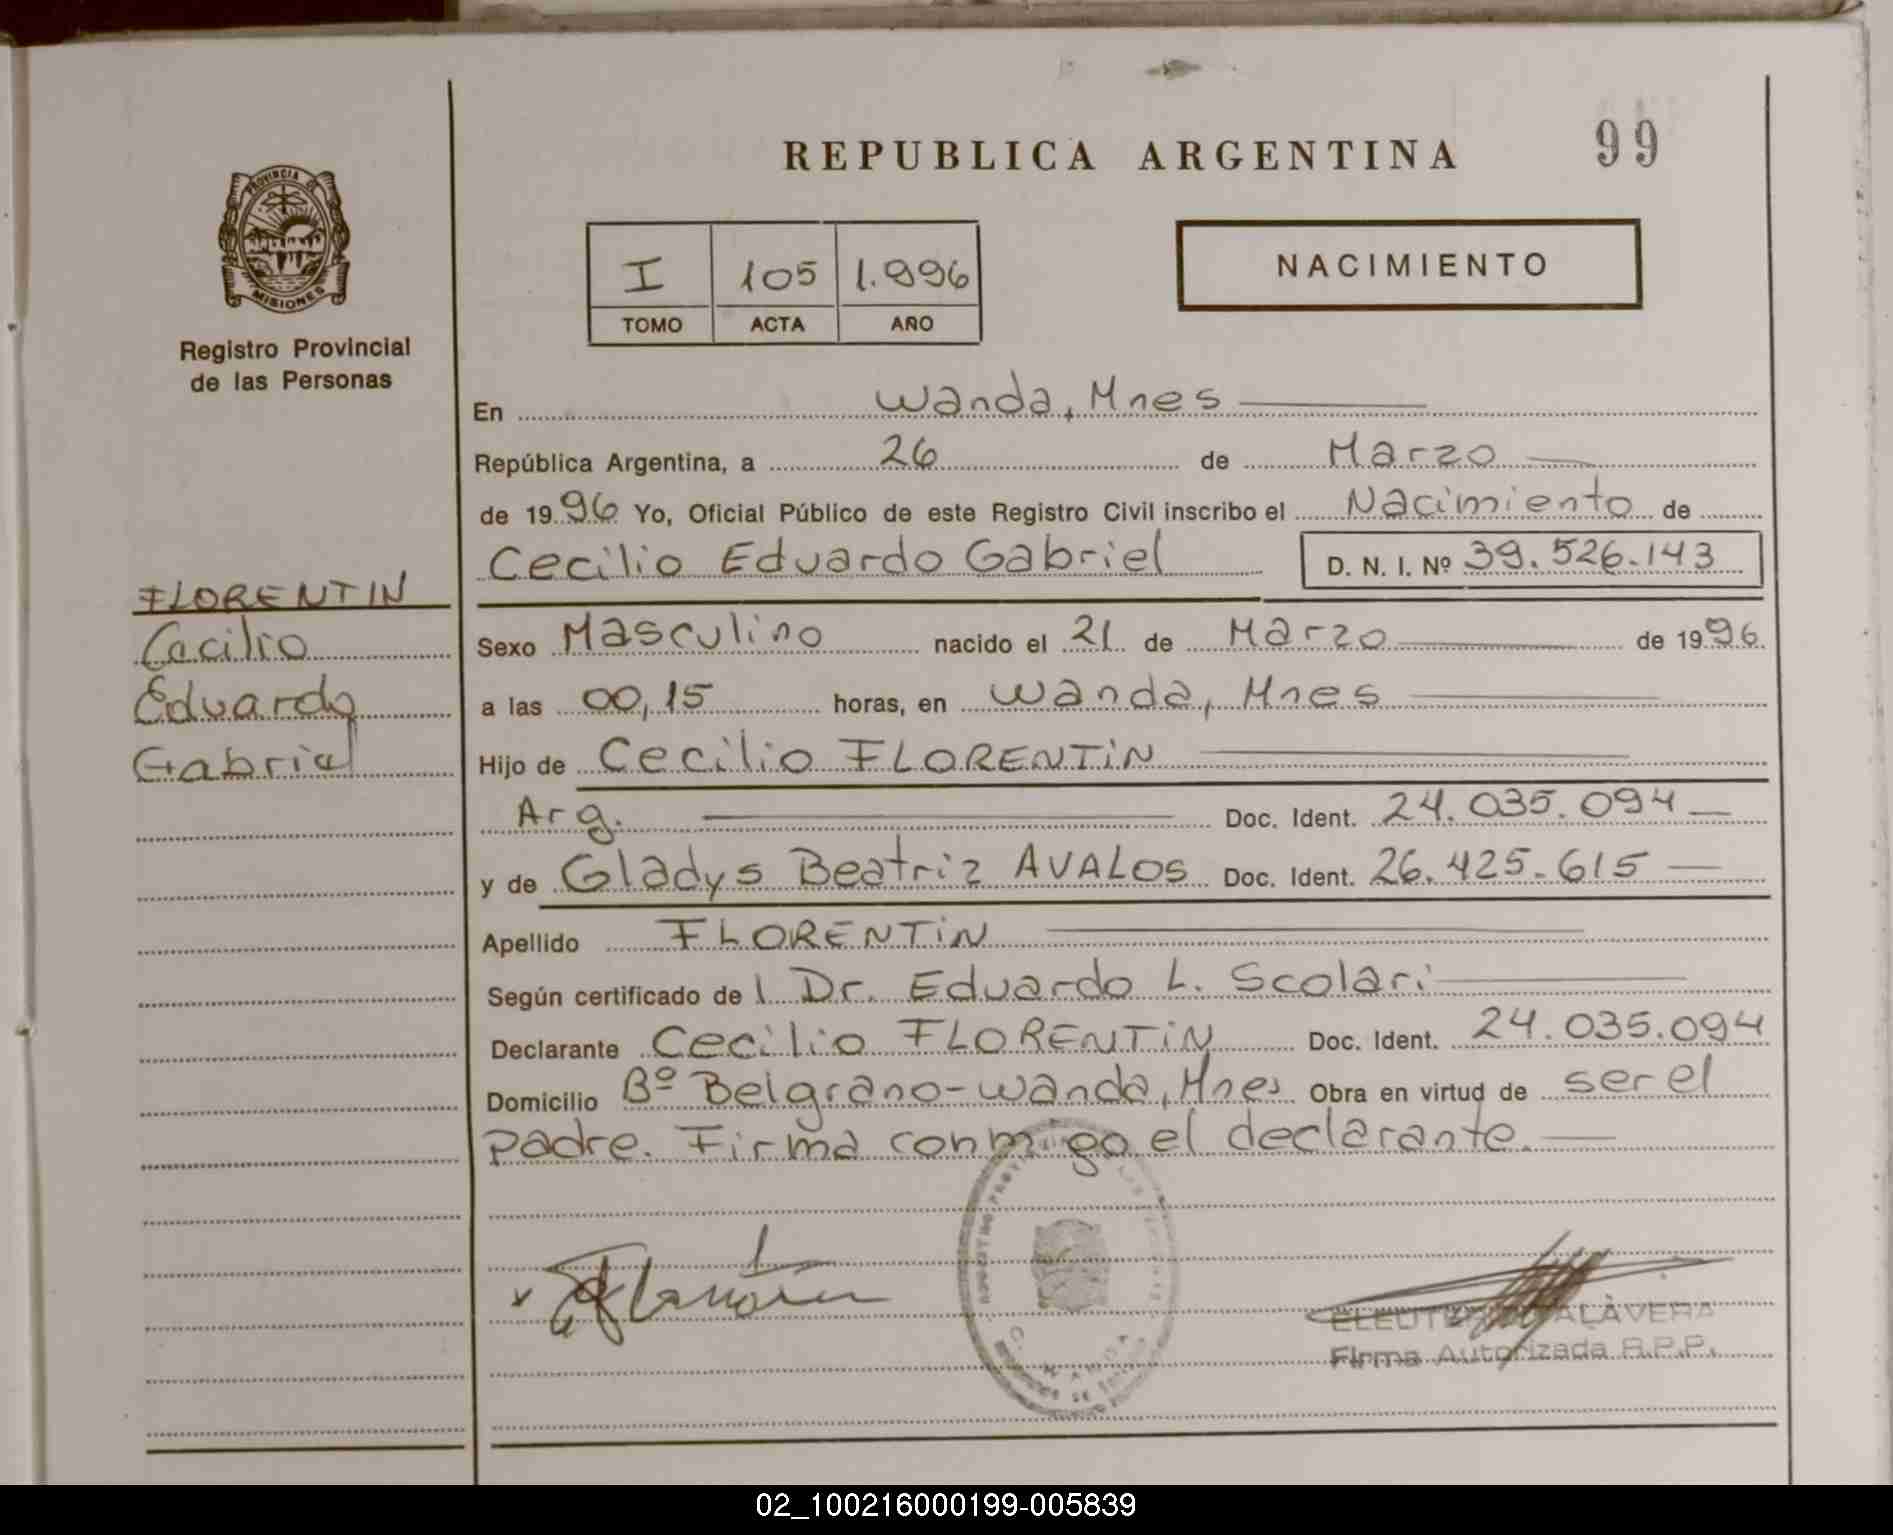 REPUBLICA ARGENTINA
99
PROVINCIA DE
MISIONES
Registro Provincial
de las Personas
I 105 1.996
TOMO ACTA AÑO
NACIMIENTO
En Wanda, Mnes
República Argentina, a 26 de Marzo
de 1996 Yo, Oficial Público de este Registro Civil inscribo el Nacimiento de
Cecilio Eduardo Gabriel D. N. I. Nº 39.526.143
FLORENTIN
Cecilio
Eduardo
Gabriel
Sexo Masculino nacido el 21 de Marzo de 1996.
a las 00,15 horas, en Wanda, Mnes
Hijo de Cecilio FLORENTIN
Arg. Doc. Ident. 24.035.094
y de Gladys Beatriz AVALOS Doc. Ident. 26.425.615
Apellido FLORENTIN
Según certificado de l Dr. Eduardo L. Scolari
Declarante Cecilio FLORENTIN Doc. Ident. 24.035.094
Domicilio Bº Belgrano-Wanda, Mnes Obra en virtud de ser el
padre. Firma conmigo el declarante.
Firma Autorizada R.P.P.
02_100216000199-005839